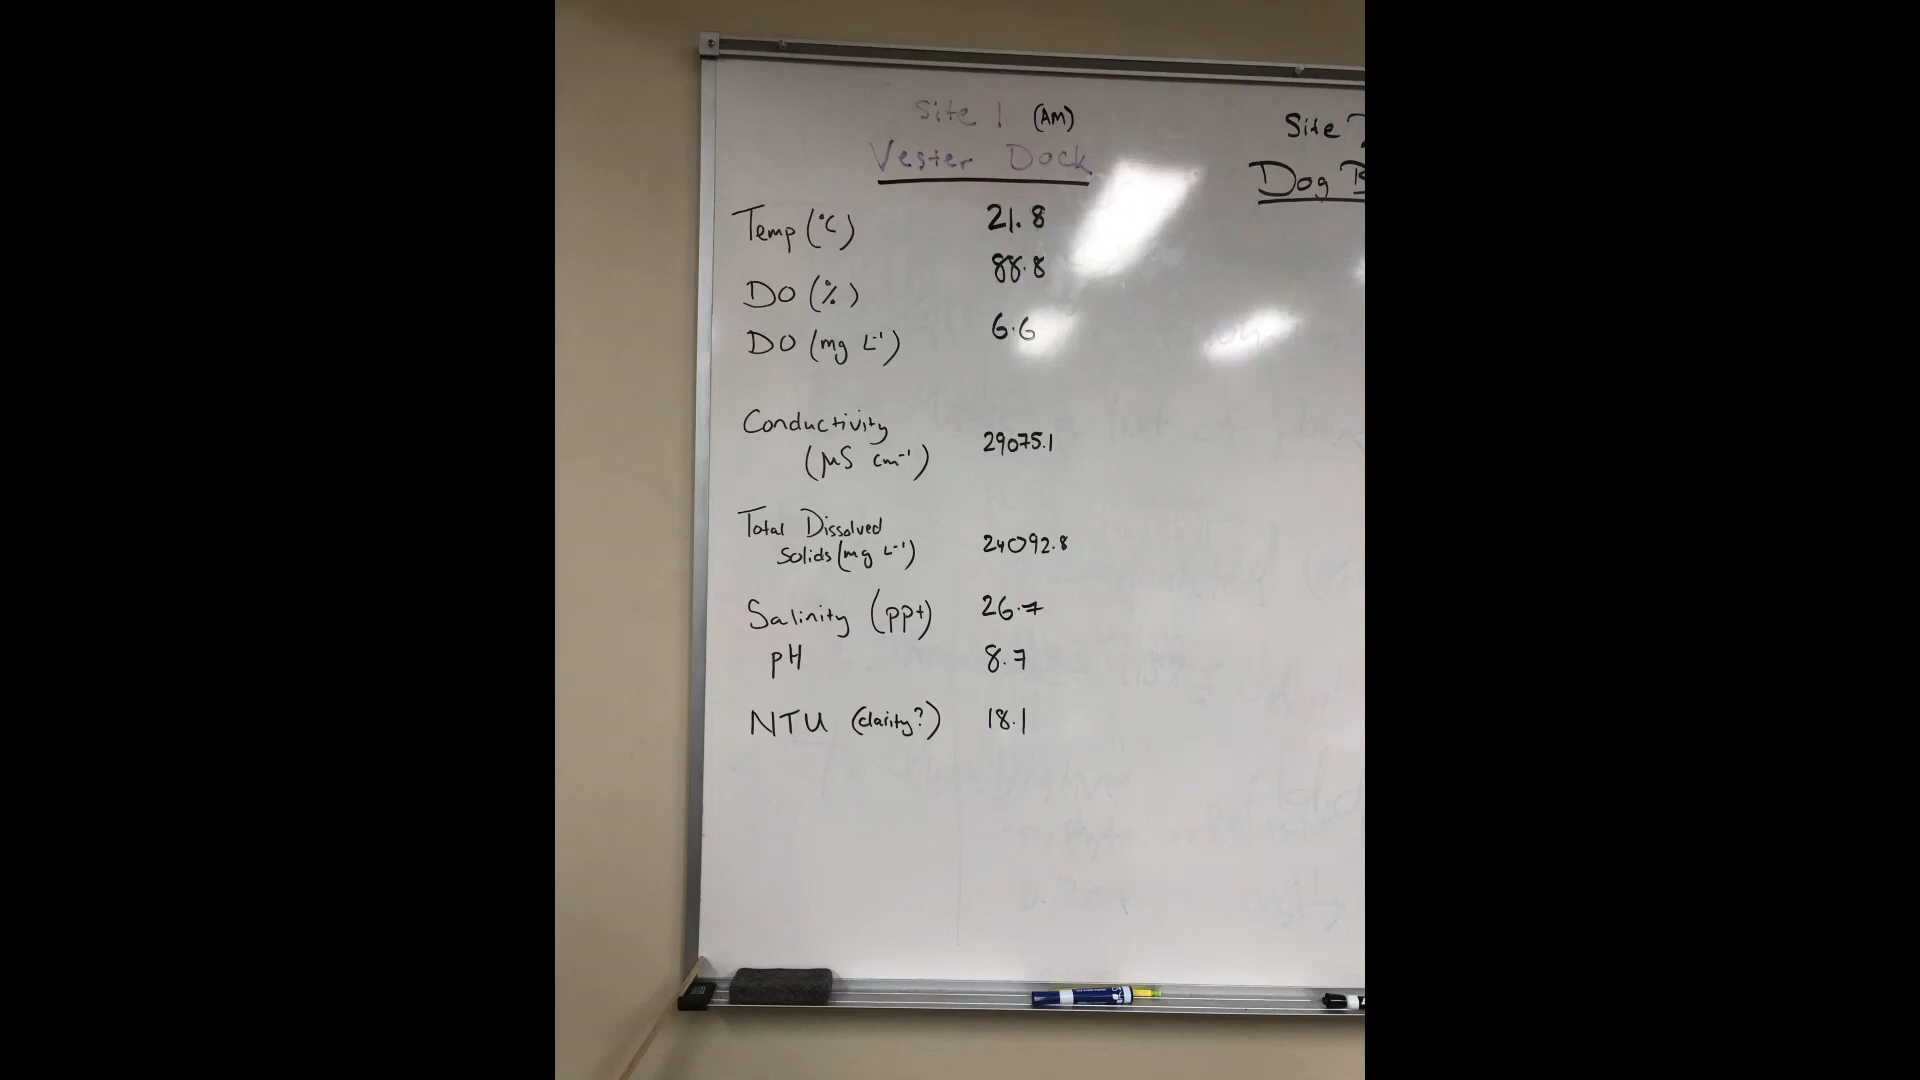 Site 1 (AM)
Vester Dock
Site 2
Dog B
Temp (°C) 21.8
DO (%) 88.8
DO (mg L⁻¹) 6.6
Conductivity
(μS cm⁻¹) 29075.1
Total Dissolved
Solids (mg L⁻¹) 24092.8
Salinity (ppt) 26.7
pH 8.7
NTU (clarity?) 18.1